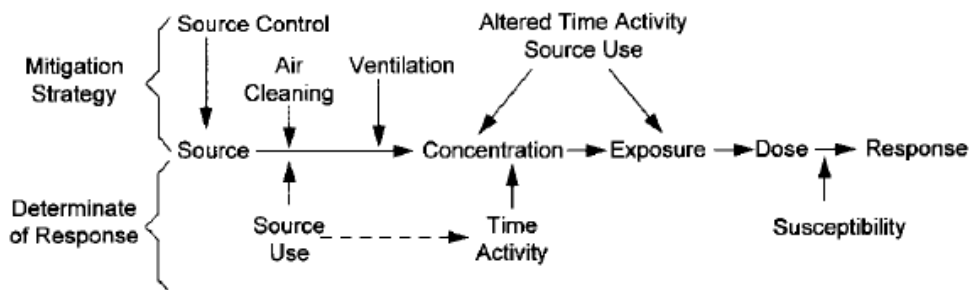 Source Control
Altered Time Activity
Source Use
Mitigation
Strategy
Air
Cleaning
Ventilation
Source
Concentration
Exposure
Dose
Response
Determinate
of Response
Source
Use
Time
Activity
Susceptibility